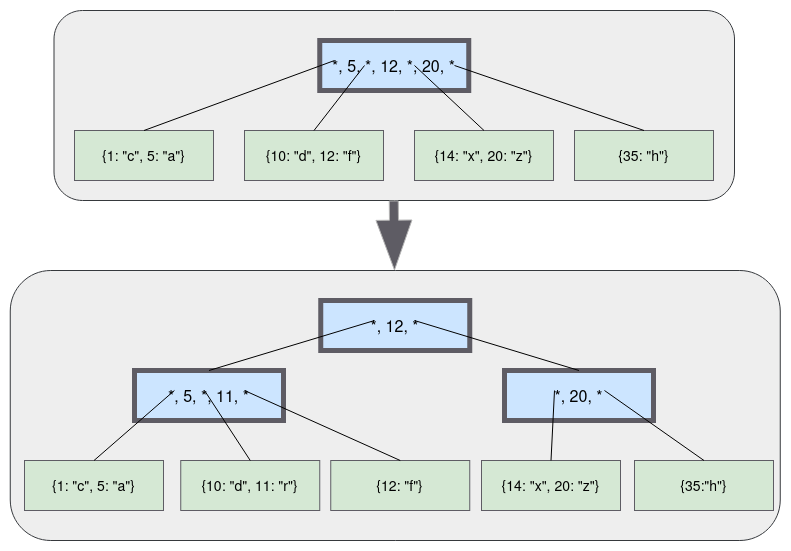 *, 5, *, 12, *, 20, *
{1: "c", 5: "a"}
{10: "d", 12: "f"}
{14: "x", 20: "z"}
{35: "h"}
*, 12, *
*, 5, *, 11, *
*, 20, *
{1: "c", 5: "a"}
{10: "d", 11: "r"}
{12: "f"}
{14: "x", 20: "z"}
{35:"h"}